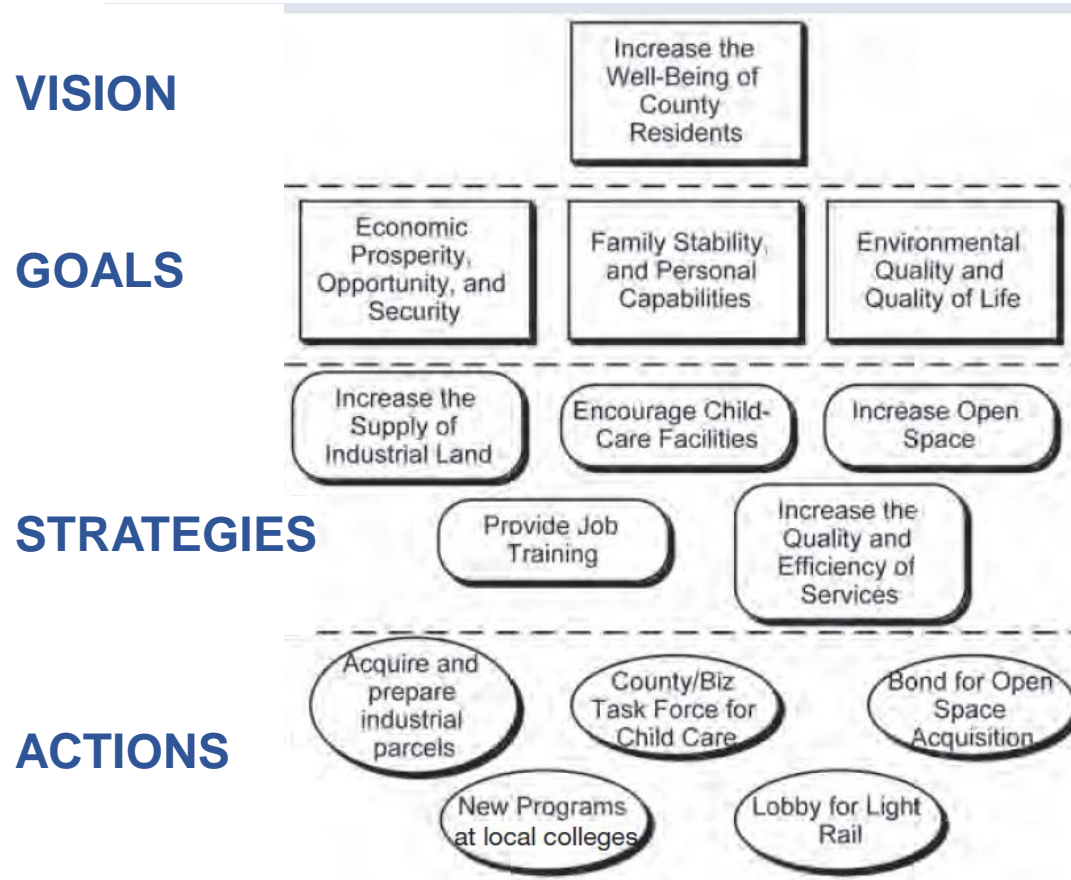 VISION
Increase the
Well-Being of
County
Residents
GOALS
Economic
Prosperity,
Opportunity, and
Security
Family Stability,
and Personal
Capabilities
Environmental
Quality and
Quality of Life
STRATEGIES
Increase the
Supply of
Industrial Land
Encourage Child-
Care Facilities
Increase Open
Space
Provide Job
Training
Increase the
Quality and
Efficiency of
Services
ACTIONS
Acquire and
prepare
industrial
parcels
County/Biz
Task Force for
Child Care
Bond for Open
Space
Acquisition
New Programs
at local colleges
Lobby for Light
Rail